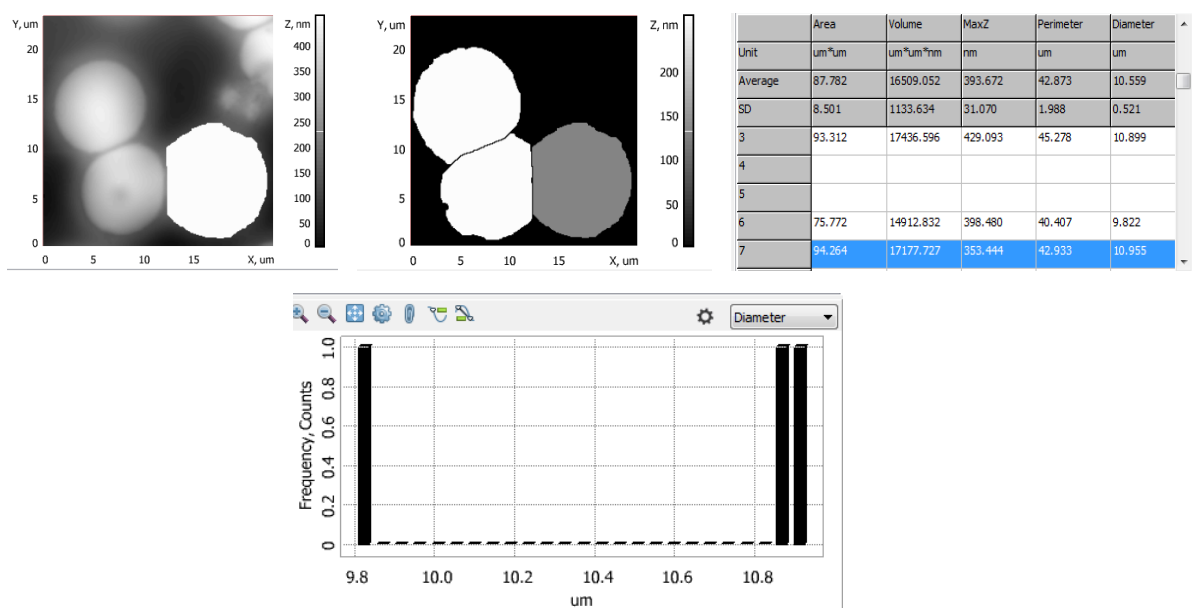 Y, um
Z, nm
20
15
10
5
0
0 5 10 15 X, um
400
350
300
250
200
150
100
50
0
Y, um
Z, nm
20
15
10
5
0
0 5 10 15 X, um
200
150
100
50
0
Area Volume MaxZ Perimeter Diameter
Unit um*um um*um*nm nm um um
Average 87.782 16509.052 393.672 42.873 10.559
SD 8.501 1133.634 31.070 1.988 0.521
3 93.312 17436.596 429.093 45.278 10.899
4
5
6 75.772 14912.832 398.480 40.407 9.822
7 94.264 17177.727 353.444 42.933 10.955
Diameter
Frequency, Counts
1.0
0.8
0.6
0.4
0.2
0
9.8 10.0 10.2 10.4 10.6 10.8
um